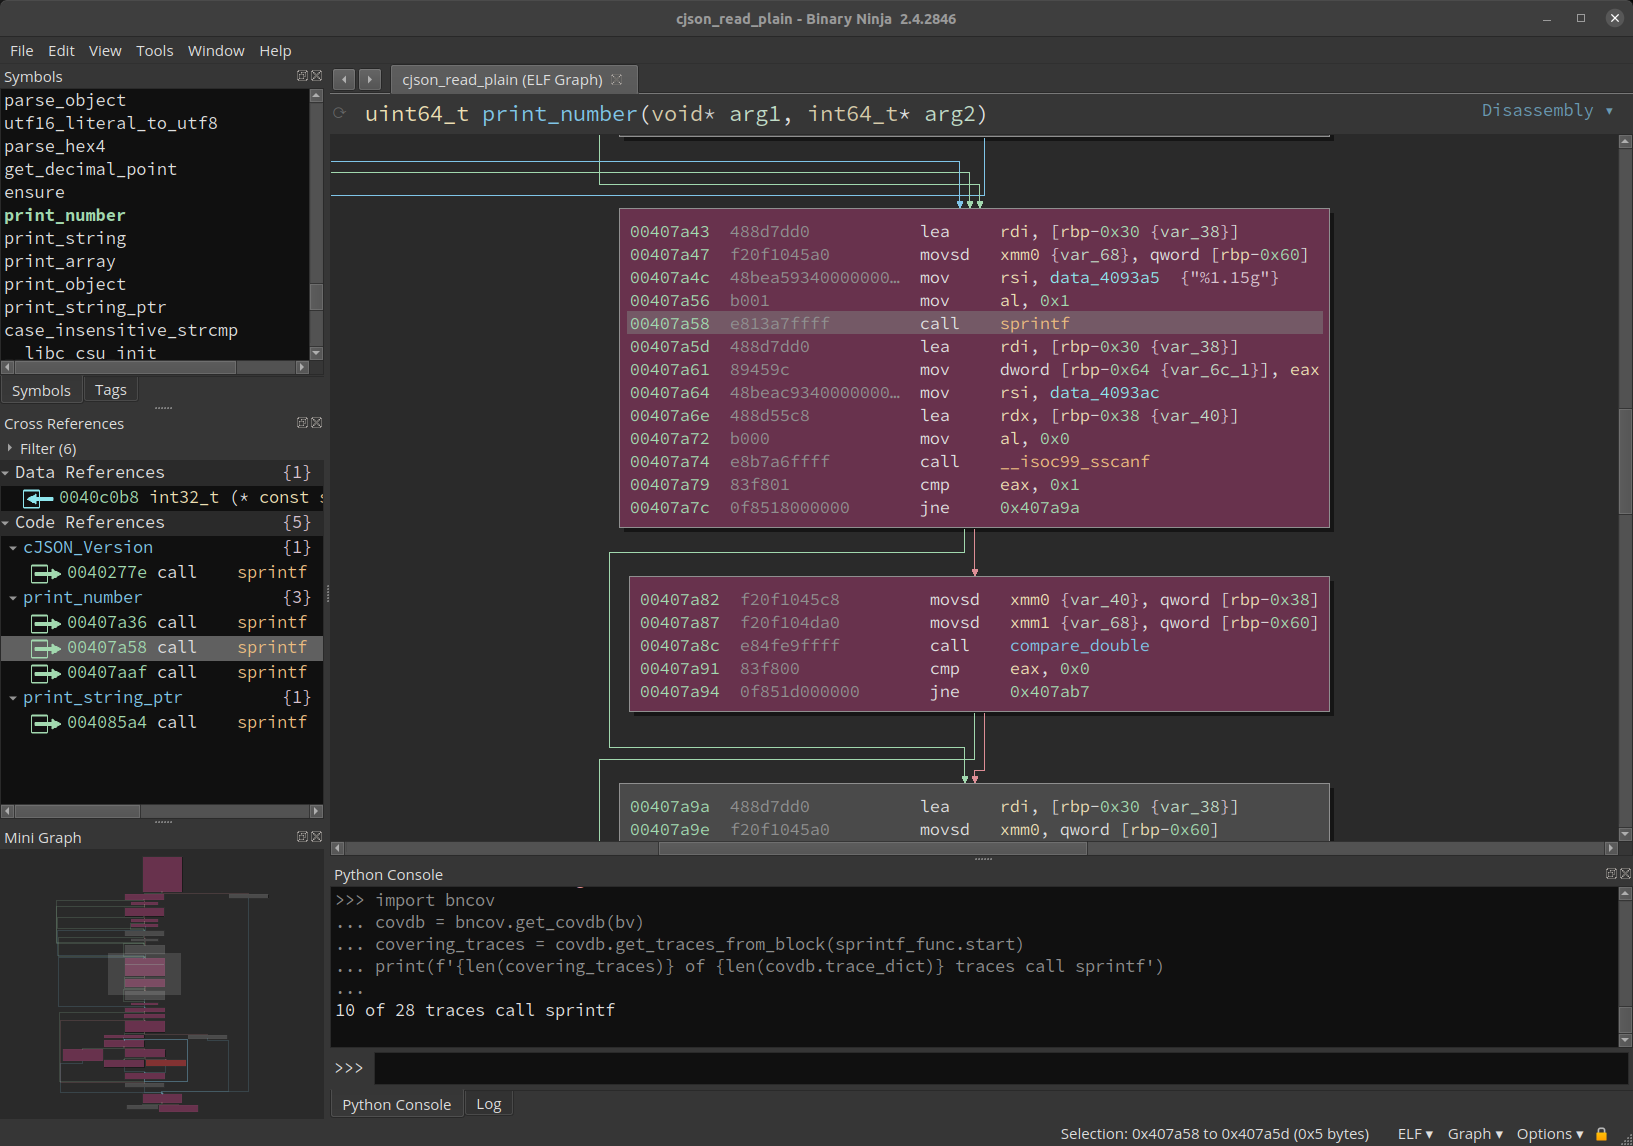 cjson_read_plain - Binary Ninja 2.4.2846
File Edit View Tools Window Help
Symbols
parse_object
utf16_literal_to_utf8
parse_hex4
get_decimal_point
ensure
print_number
print_string
print_array
print_object
print_string_ptr
case_insensitive_strcmp
__libc_csu_init
Symbols Tags
Cross References
Filter (6)
Data References {1}
0040c0b8 int32_t (* const
Code References {5}
cJSON_Version {1}
0040277e call sprintf
print_number {3}
00407a36 call sprintf
00407a58 call sprintf
00407aaf call sprintf
print_string_ptr {1}
004085a4 call sprintf
Mini Graph
cjson_read_plain (ELF Graph)
uint64_t print_number(void* arg1, int64_t* arg2)
Disassembly
00407a43 488d7dd0 lea rdi, [rbp-0x30 {var_38}]
00407a47 f20f1045a0 movsd xmm0 {var_68}, qword [rbp-0x60]
00407a4c 48bea59340000000… mov rsi, data_4093a5 {"%1.15g"}
00407a56 b001 mov al, 0x1
00407a58 e813a7ffff call sprintf
00407a5d 488d7dd0 lea rdi, [rbp-0x30 {var_38}]
00407a61 89459c mov dword [rbp-0x64 {var_6c_1}], eax
00407a64 48beac9340000000… mov rsi, data_4093ac
00407a6e 488d55c8 lea rdx, [rbp-0x38 {var_40}]
00407a72 b000 mov al, 0x0
00407a74 e8b7a6ffff call __isoc99_sscanf
00407a79 83f801 cmp eax, 0x1
00407a7c 0f8518000000 jne 0x407a9a
00407a82 f20f1045c8 movsd xmm0 {var_40}, qword [rbp-0x38]
00407a87 f20f104da0 movsd xmm1 {var_68}, qword [rbp-0x60]
00407a8c e84fe9ffff call compare_double
00407a91 83f800 cmp eax, 0x0
00407a94 0f851d000000 jne 0x407ab7
00407a9a 488d7dd0 lea rdi, [rbp-0x30 {var_38}]
00407a9e f20f1045a0 movsd xmm0, qword [rbp-0x60]
Python Console
>>> import bncov
... covdb = bncov.get_covdb(bv)
... covering_traces = covdb.get_traces_from_block(sprintf_func.start)
... print(f'{len(covering_traces)} of {len(covdb.trace_dict)} traces call sprintf')
...
10 of 28 traces call sprintf
>>>
Python Console Log
Selection: 0x407a58 to 0x407a5d (0x5 bytes) ELF Graph Options